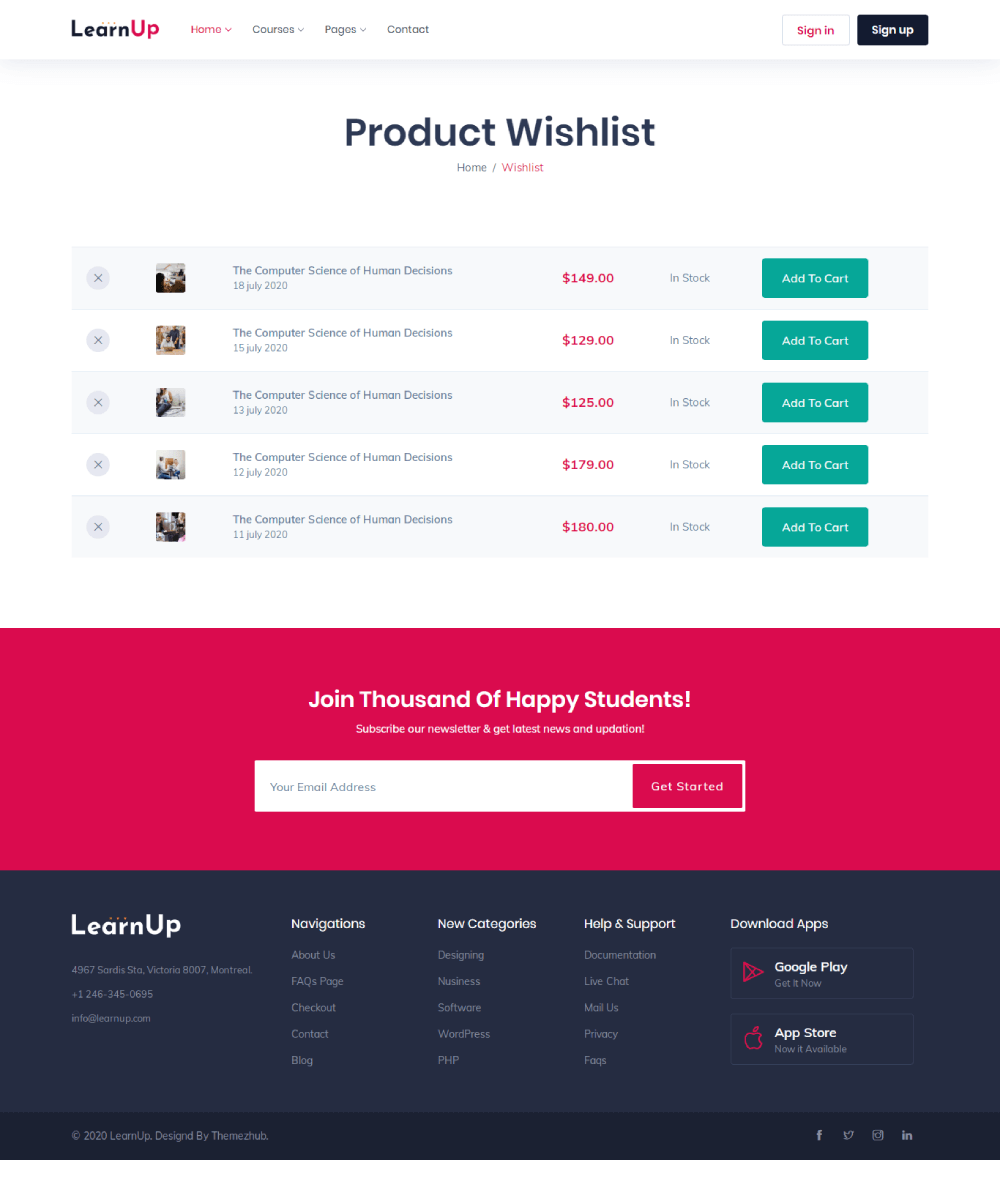 LearnUp Home Courses Pages Contact Sign in Sign up
Product Wishlist
Home / Wishlist
The Computer Science of Human Decisions
18 july 2020
$149.00 In Stock Add To Cart
The Computer Science of Human Decisions
15 july 2020
$129.00 In Stock Add To Cart
The Computer Science of Human Decisions
13 july 2020
$125.00 In Stock Add To Cart
The Computer Science of Human Decisions
12 july 2020
$179.00 In Stock Add To Cart
The Computer Science of Human Decisions
11 july 2020
$180.00 In Stock Add To Cart
Join Thousand Of Happy Students!
Subscribe our newsletter & get latest news and updation!
Your Email Address Get Started
LearnUp
4967 Sardis Sta, Victoria 8007, Montreal.
+1 246-345-0695
info@learnup.com
Navigations
About Us
FAQs Page
Checkout
Contact
Blog
New Categories
Designing
Nusiness
Software
WordPress
PHP
Help & Support
Documentation
Live Chat
Mail Us
Privacy
Faqs
Download Apps
Google Play
Get It Now
App Store
Now it Available
© 2020 LearnUp. Designd By Themezhub.